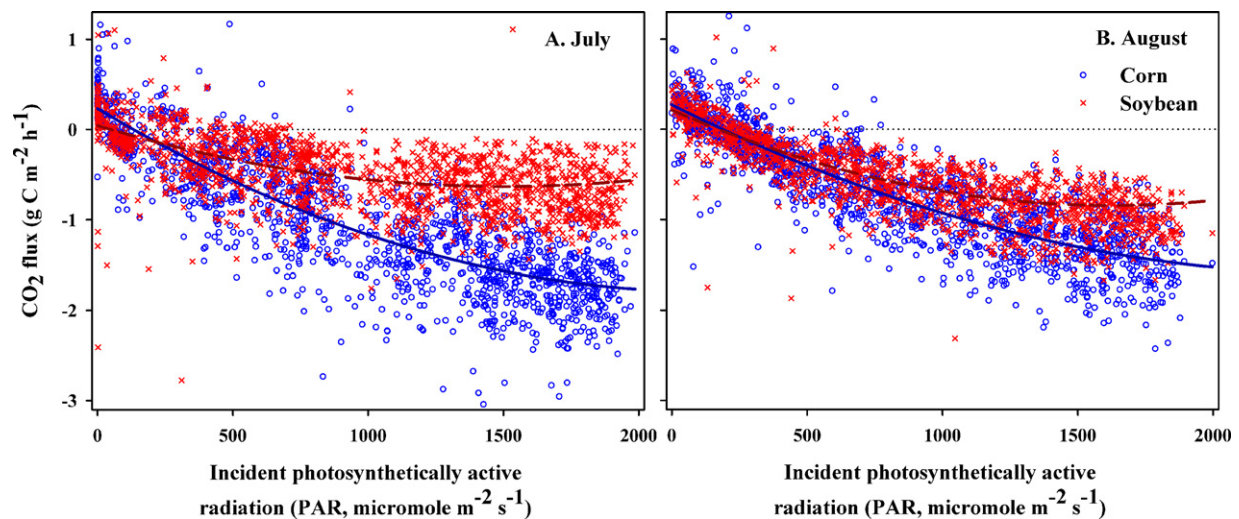 A. July
B. August
Corn
Soybean
CO2 flux (g C m-2 h-1)
1
0
-1
-2
-3
0 500 1000 1500 2000
0 500 1000 1500 2000
Incident photosynthetically active
radiation (PAR, micromole m-2 s-1)
Incident photosynthetically active
radiation (PAR, micromole m-2 s-1)